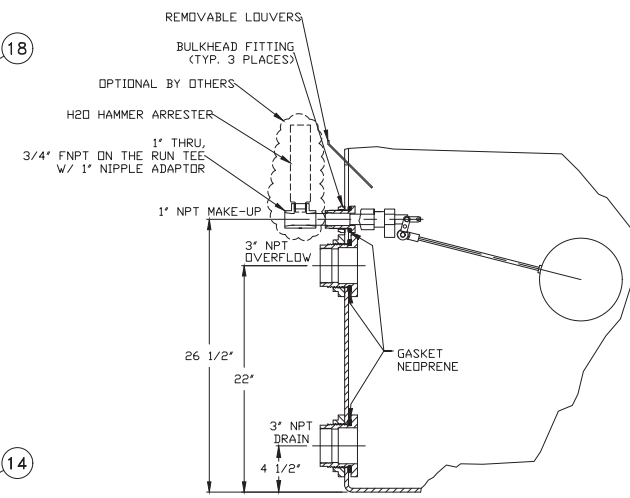 REMOVABLE LOUVERS
18
BULKHEAD FITTING
(TYP. 3 PLACES)
OPTIONAL BY OTHERS
H20 HAMMER ARRESTER
1" THRU,
3/4" FNPT ON THE RUN TEE
W/ 1" NIPPLE ADAPTOR
1" NPT MAKE-UP
3" NPT
OVERFLOW
26 1/2"
22"
GASKET
NEOPRENE
3" NPT
DRAIN
4 1/2"
14